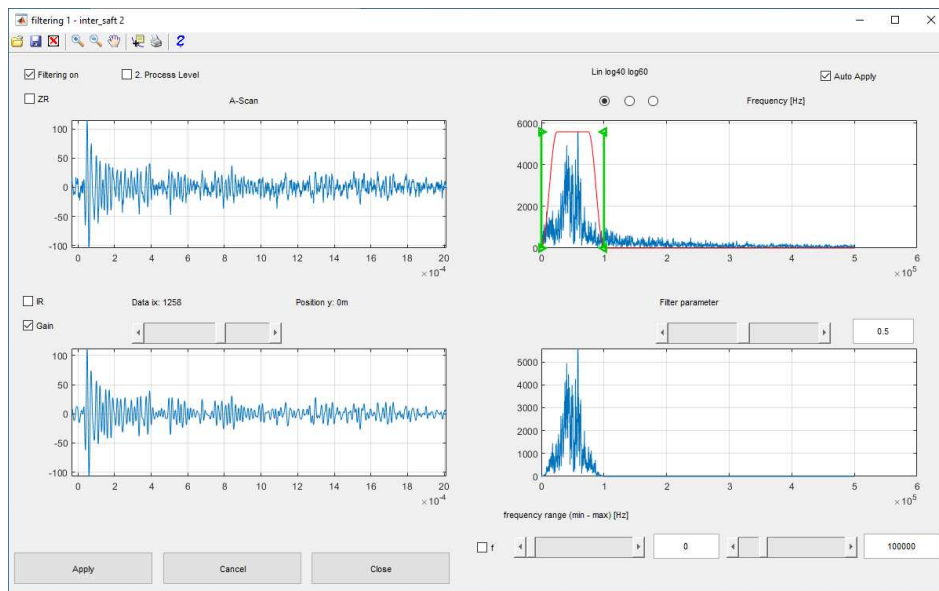 filtering 1 - inter_saft 2
Filtering on
2. Process Level
Lin log40 log60
Auto Apply
ZR
A-Scan
Frequency [Hz]
100
50
0
-50
-100
0 2 4 6 8 10 12 14 16 18 20
×10-4
6000
4000
2000
0
0 1 2 3 4 5 6
×10^5
IR
Data ix: 1258
Position y: 0m
Filter parameter
Gain
0.5
100
50
0
-50
-100
0 2 4 6 8 10 12 14 16 18 20
×10-4
5000
4000
3000
2000
1000
0
0 1 2 3 4 5 6
×10^5
frequency range (min - max) [Hz]
f
0
100000
Apply
Cancel
Close